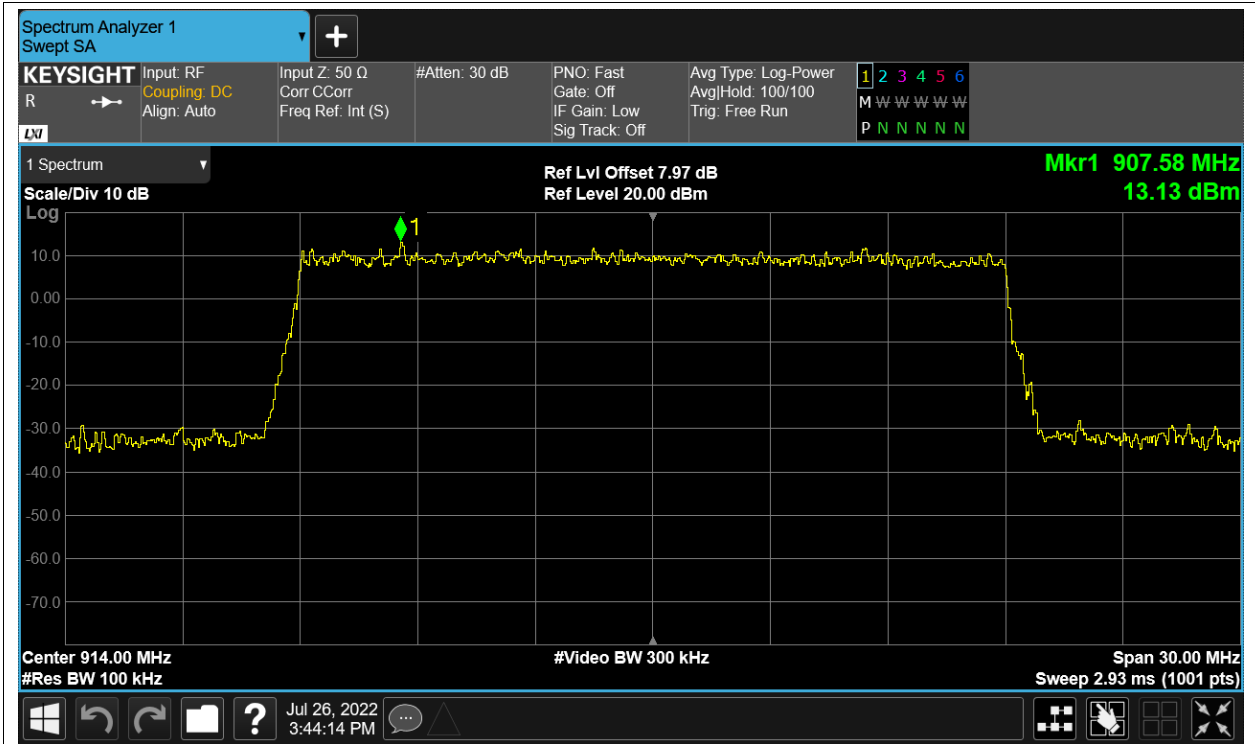 Spectrum Analyzer 1
Swept SA
+
KEYSIGHT
R
LXI
Input: RF
Coupling: DC
Align: Auto
Input Z: 50 Ω
Corr CCorr
Freq Ref: Int (S)
#Atten: 30 dB
PNO: Fast
Gate: Off
IF Gain: Low
Sig Track: Off
Avg Type: Log-Power
Avg|Hold: 100/100
Trig: Free Run
1 2 3 4 5 6
M W W W W W
P N N N N N
1 Spectrum
Scale/Div 10 dB
Log
Ref Lvl Offset 7.97 dB
Ref Level 20.00 dBm
Mkr1 907.58 MHz
13.13 dBm
1
10.0
0.00
-10.0
-20.0
-30.0
-40.0
-50.0
-60.0
-70.0
Center 914.00 MHz
#Res BW 100 kHz
#Video BW 300 kHz
Span 30.00 MHz
Sweep 2.93 ms (1001 pts)
?
Jul 26, 2022
3:44:14 PM